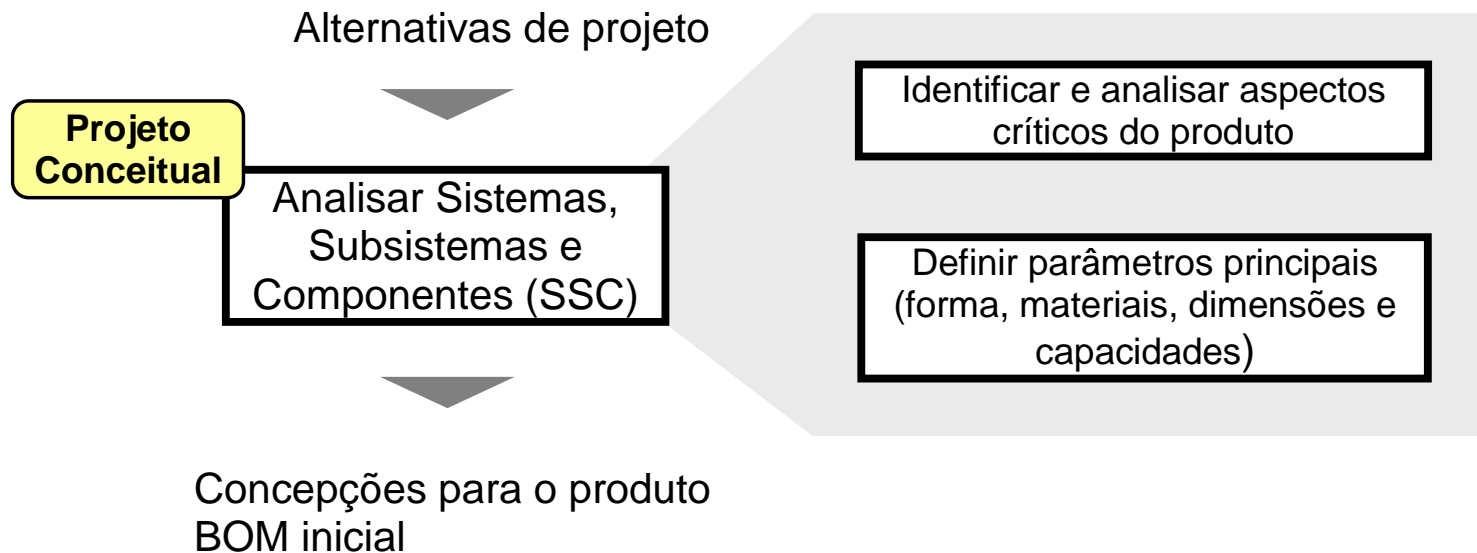 Alternativas de projeto
Projeto
Conceitual
Analisar Sistemas,
Subsistemas e
Componentes (SSC)
Concepções para o produto
BOM inicial
Identificar e analisar aspectos
críticos do produto
Definir parâmetros principais
(forma, materiais, dimensões e
capacidades)